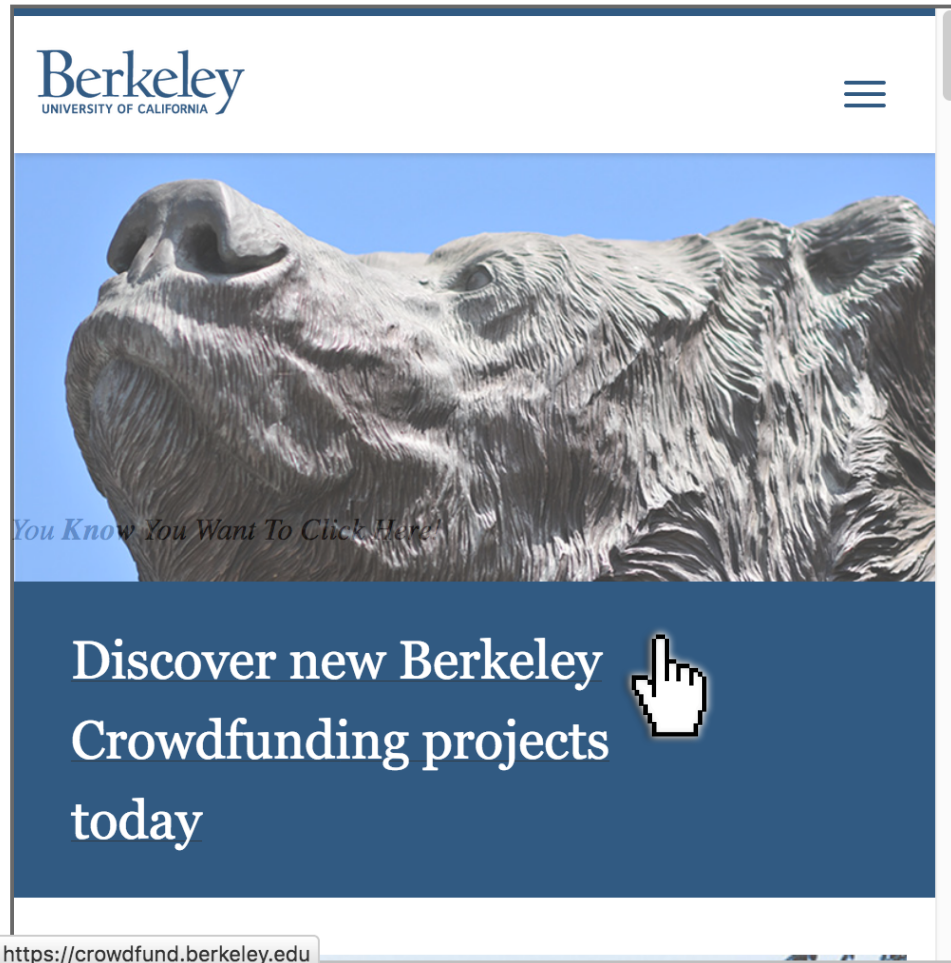 Berkeley
UNIVERSITY OF CALIFORNIA
You Know You Want To Click Here!
Discover new Berkeley
Crowdfunding projects
today
https://crowdfund.berkeley.edu